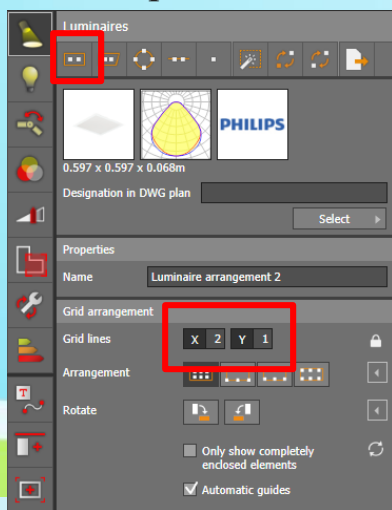 Luminaires
PHILIPS
0.597 x 0.597 x 0.068m
Designation in DWG plan
Select
Properties
Name Luminaire arrangement 2
Grid arrangement
Grid lines X 2 Y 1
Arrangement
Rotate
Only show completely
enclosed elements
Automatic guides
T